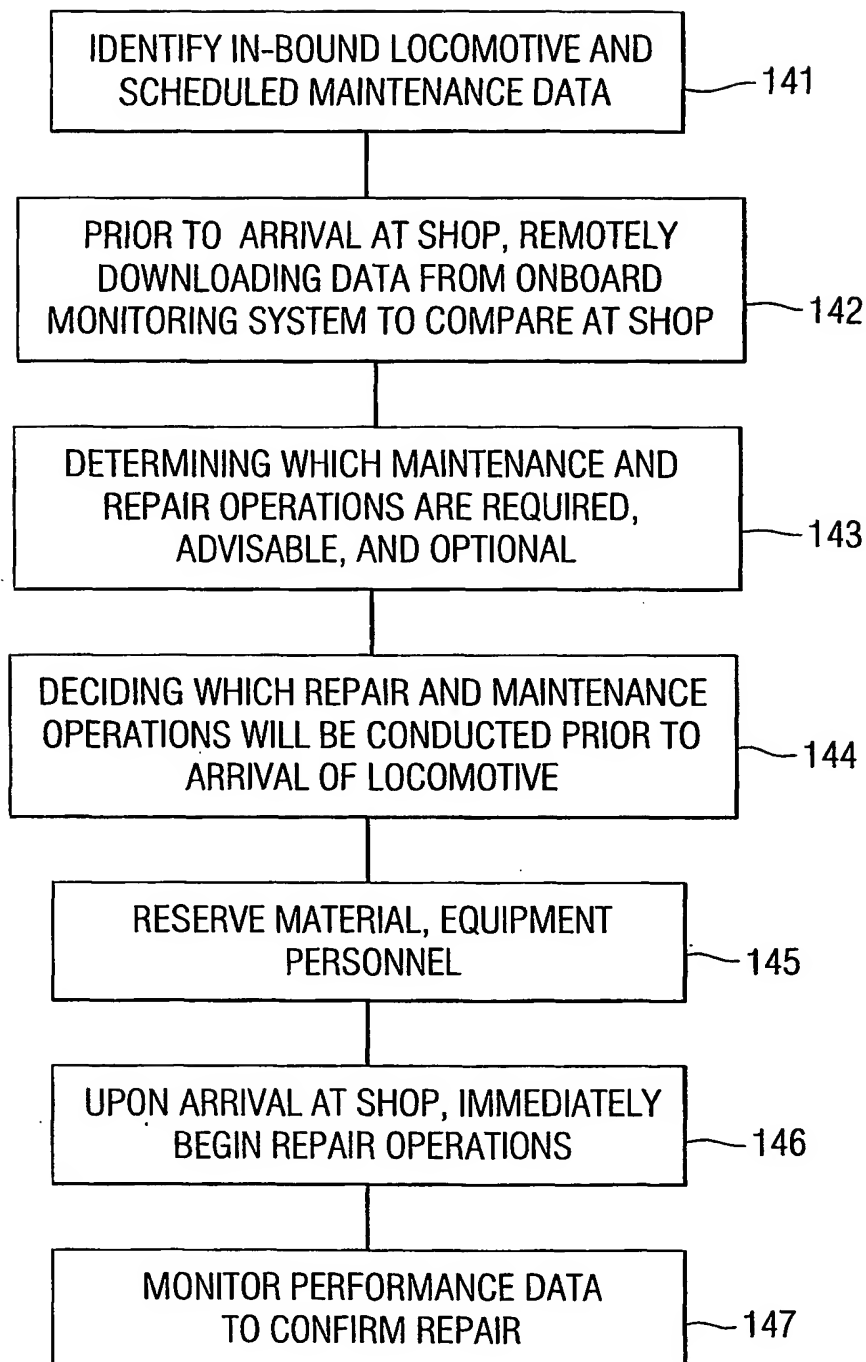 IDENTIFY IN-BOUND LOCOMOTIVE AND
SCHEDULED MAINTENANCE DATA
141
PRIOR TO ARRIVAL AT SHOP, REMOTELY
DOWNLOADING DATA FROM ONBOARD
MONITORING SYSTEM TO COMPARE AT SHOP
142
DETERMINING WHICH MAINTENANCE AND
REPAIR OPERATIONS ARE REQUIRED,
ADVISABLE, AND OPTIONAL
143
DECIDING WHICH REPAIR AND MAINTENANCE
OPERATIONS WILL BE CONDUCTED PRIOR TO
ARRIVAL OF LOCOMOTIVE
144
RESERVE MATERIAL, EQUIPMENT
PERSONNEL
145
UPON ARRIVAL AT SHOP, IMMEDIATELY
BEGIN REPAIR OPERATIONS
146
MONITOR PERFORMANCE DATA
TO CONFIRM REPAIR
147